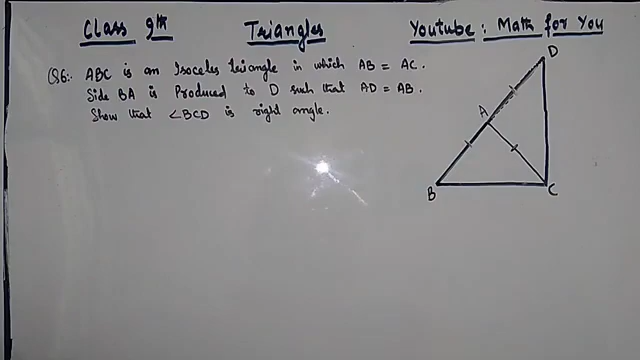 Class 9th Triangles Youtube : Math for You
Q6:- ABC is an Isoceles triangle in which AB = AC.
Side BA is Produced to D such that AD = AB.
Show that ∠BCD is right angle.
D
A
B
C